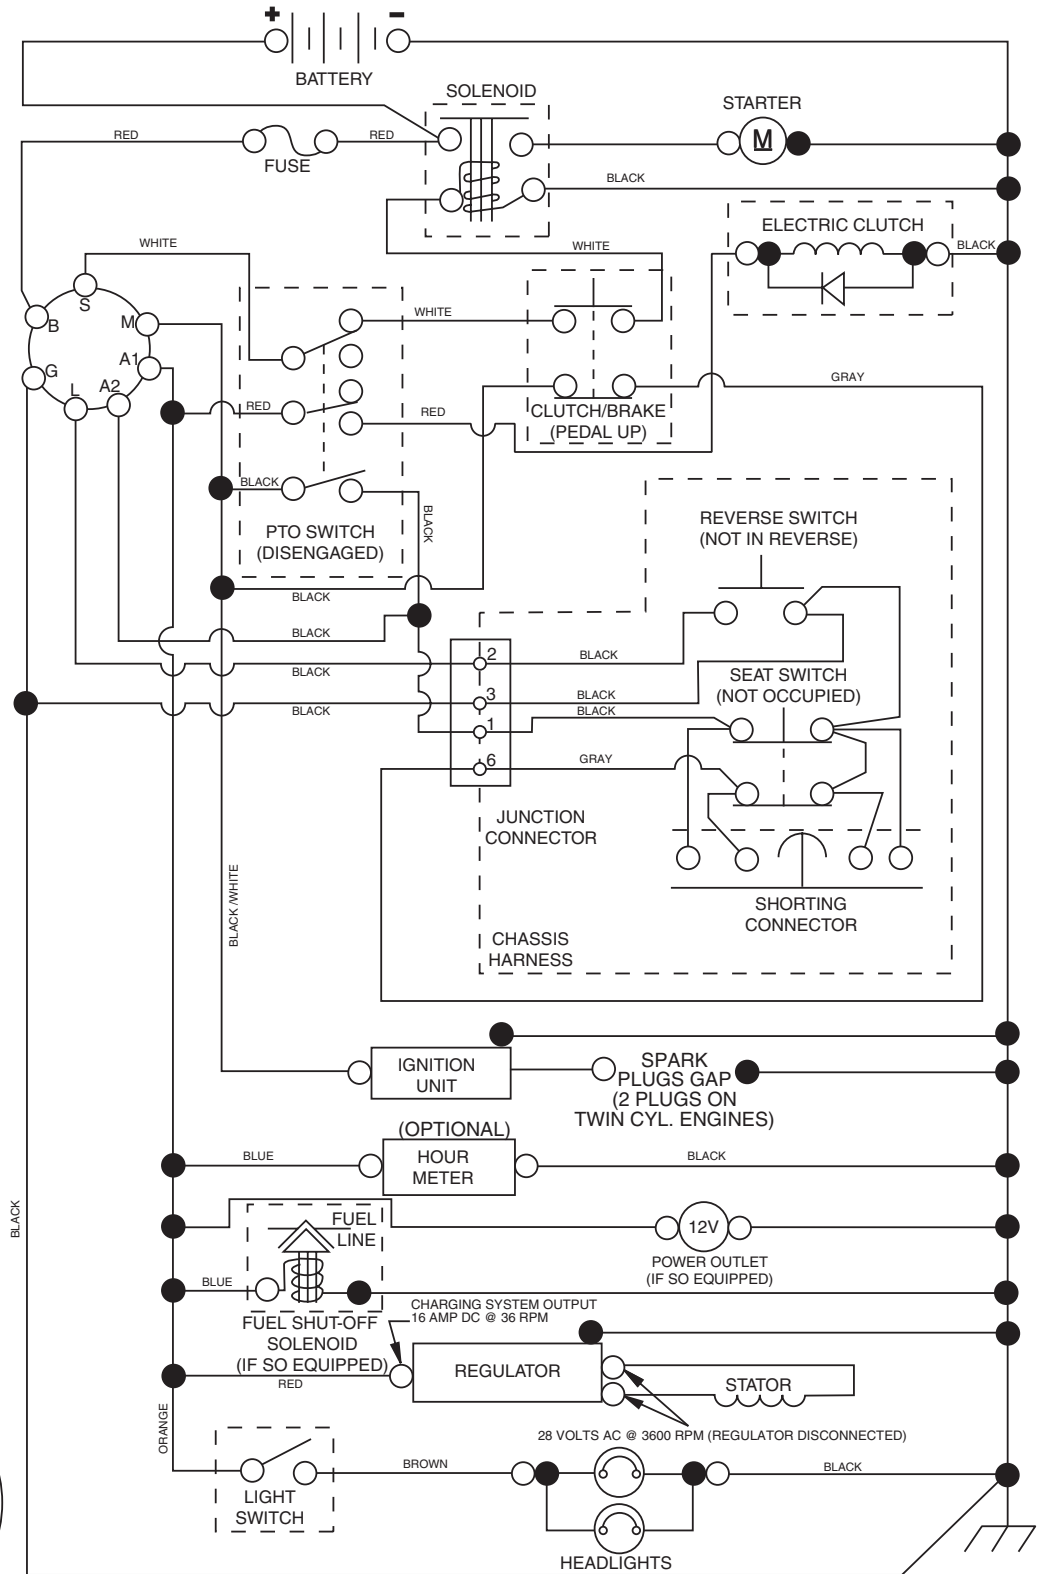 + -
BATTERY
SOLENOID
STARTER
RED
FUSE
RED
M
BLACK
ELECTRIC CLUTCH
WHITE
WHITE
BLACK
S
B
M
WHITE
A1
G
A2
L
GRAY
RED
RED
CLUTCH/BRAKE
(PEDAL UP)
BLACK
BLACK
PTO SWITCH
(DISENGAGED)
REVERSE SWITCH
(NOT IN REVERSE)
BLACK
BLACK
2
BLACK
BLACK
SEAT SWITCH
(NOT OCCUPIED)
3
BLACK
BLACK
BLACK
1
6
GRAY
JUNCTION
CONNECTOR
SHORTING
CONNECTOR
BLACK /WHITE
CHASSIS
HARNESS
IGNITION
UNIT
SPARK
PLUGS GAP
(2 PLUGS ON
TWIN CYL. ENGINES)
(OPTIONAL)
HOUR
METER
BLUE
BLACK
BLACK
FUEL
LINE
12V
POWER OUTLET
(IF SO EQUIPPED)
BLUE
CHARGING SYSTEM OUTPUT
16 AMP DC @ 36 RPM
FUEL SHUT-OFF
SOLENOID
(IF SO EQUIPPED)
RED
REGULATOR
STATOR
28 VOLTS AC @ 3600 RPM (REGULATOR DISCONNECTED)
ORANGE
BROWN
BLACK
LIGHT
SWITCH
HEADLIGHTS